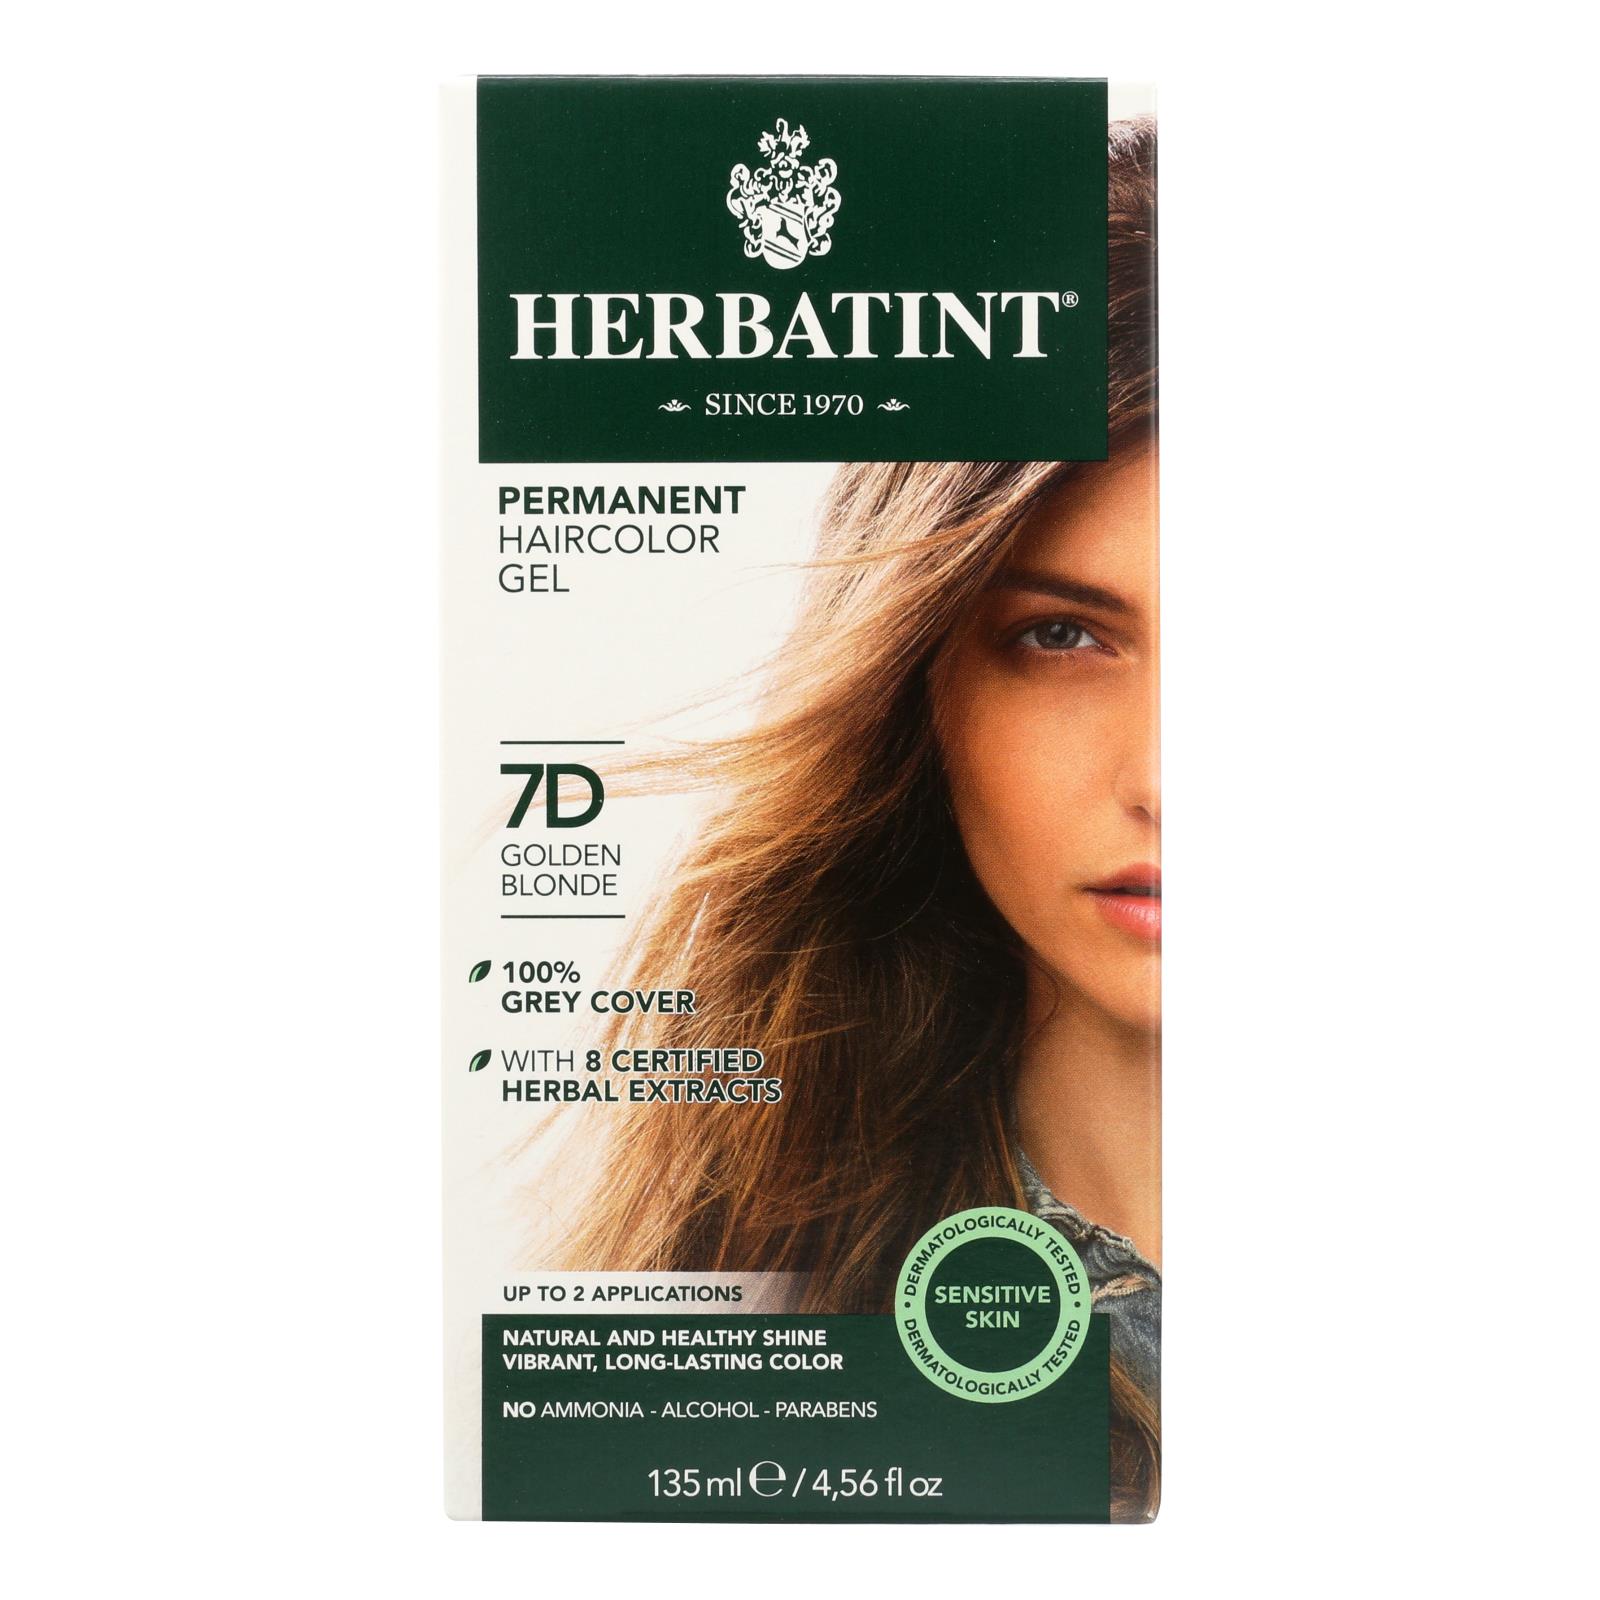 HERBATINT®
SINCE 1970
PERMANENT
HAIRCOLOR
GEL
7D
GOLDEN
BLONDE
100%
GREY COVER
WITH 8 CERTIFIED
HERBAL EXTRACTS
UP TO 2 APPLICATIONS
NATURAL AND HEALTHY SHINE
VIBRANT, LONG-LASTING COLOR
NO AMMONIA - ALCOHOL - PARABENS
DERMATOLOGICALLY TESTED
SENSITIVE
SKIN
DERMATOLOGICALLY TESTED
135 ml ℮ / 4,56 fl oz